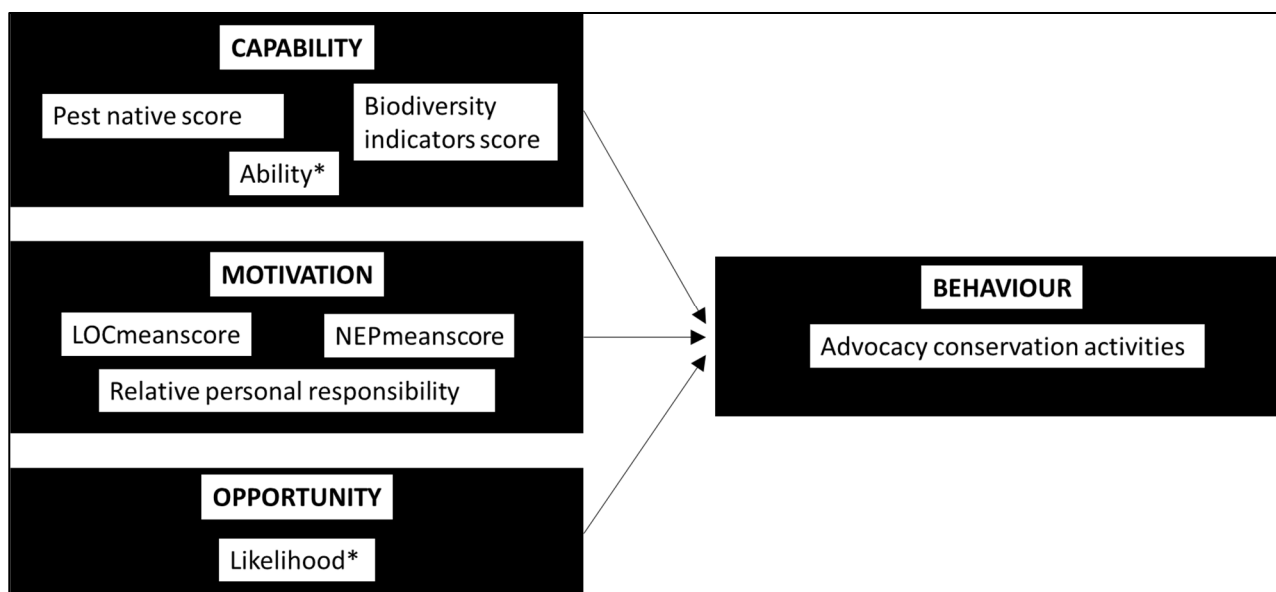 CAPABILITY
Pest native score
Biodiversity
indicators score
Ability*
MOTIVATION
LOCmeanscore
NEPmeanscore
Relative personal responsibility
OPPORTUNITY
Likelihood*
BEHAVIOUR
Advocacy conservation activities